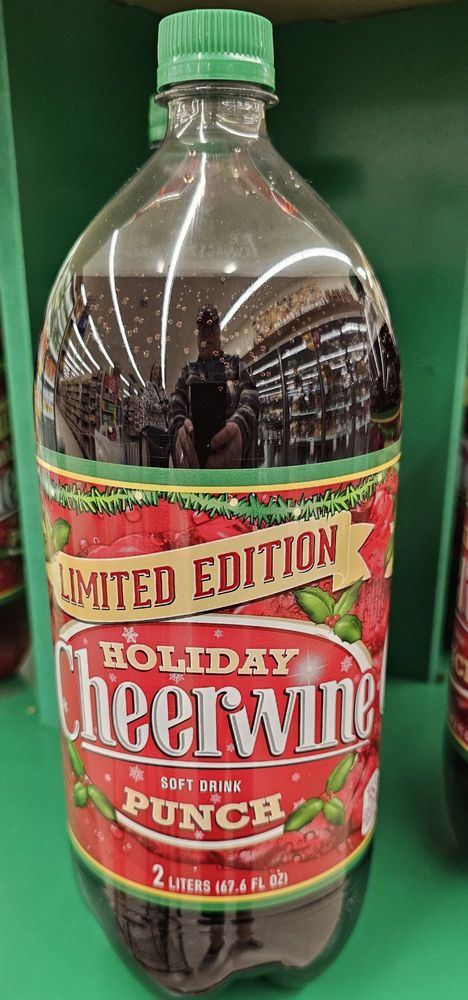 LIMITED EDITION
HOLIDAY
Cheerwine
SOFT DRINK
PUNCH
2 LITERS (67.6 FL OZ)